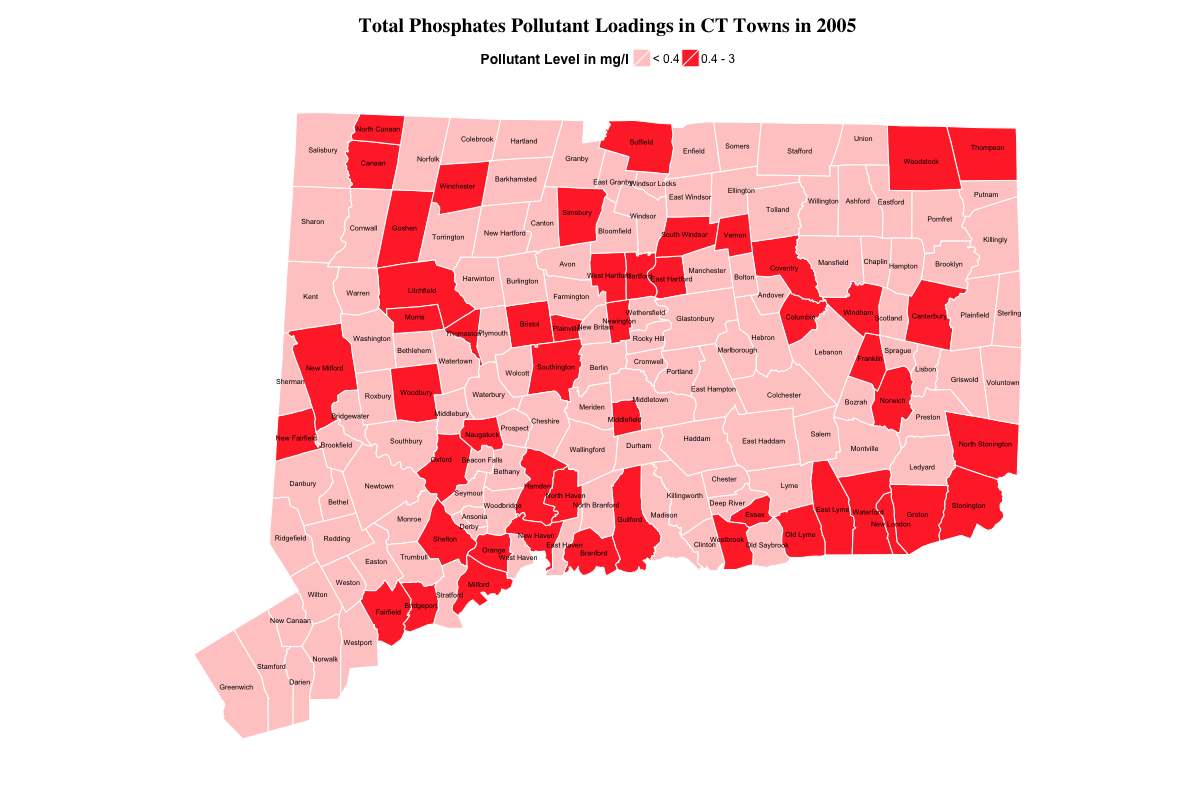 Total Phosphates Pollutant Loadings in CT Towns in 2005
Pollutant Level in mg/l < 0.4 0.4 - 3
North Canaan
Colebrook
Hartland
Salisbury
Canaan
Norfolk
Granby
Suffield
Enfield
Somers
Stafford
Union
Woodstock
Thompson
Winchester
Barkhamsted
East Granby
Windsor Locks
East Windsor
Ellington
Tolland
Willington
Ashford
Eastford
Putnam
Pomfret
Sharon
Cornwall
Goshen
Torrington
New Hartford
Canton
Simsbury
Bloomfield
Windsor
South Windsor
Vernon
Killingly
Kent
Warren
Litchfield
Harwinton
Burlington
Avon
Farmington
West Hartford
Hartford
East Hartford
Manchester
Bolton
Coventry
Mansfield
Chaplin
Hampton
Brooklyn
Andover
Morris
Thomaston
Plymouth
Bristol
Plainville
New Britain
Newington
Wethersfield
Glastonbury
Columbia
Windham
Scotland
Canterbury
Plainfield
Sterling
Washington
Bethlehem
Watertown
Wolcott
Southington
Berlin
Rocky Hill
Cromwell
Portland
Marlborough
Hebron
Lebanon
Franklin
Sprague
Lisbon
Griswold
Voluntown
New Milford
Sherman
Roxbury
Woodbury
Waterbury
Middlebury
Bridgewater
Meriden
Middletown
Middlefield
East Hampton
Colchester
Bozrah
Norwich
Preston
New Fairfield
Brookfield
Southbury
Naugatuck
Prospect
Cheshire
Wallingford
Durham
Haddam
East Haddam
Salem
Montville
North Stonington
Ledyard
Danbury
Bethel
Newtown
Oxford
Beacon Falls
Bethany
Seymour
Woodbridge
Hamden
North Haven
North Branford
Guilford
Madison
Killingworth
Chester
Deep River
Essex
Lyme
East Lyme
Waterford
New London
Groton
Stonington
Ridgefield
Redding
Monroe
Ansonia
Derby
Shelton
Orange
New Haven
West Haven
East Haven
Branford
Clinton
Westbrook
Old Saybrook
Old Lyme
Easton
Trumbull
Weston
Wilton
Milford
Stratford
Bridgeport
Fairfield
New Canaan
Westport
Norwalk
Stamford
Darien
Greenwich